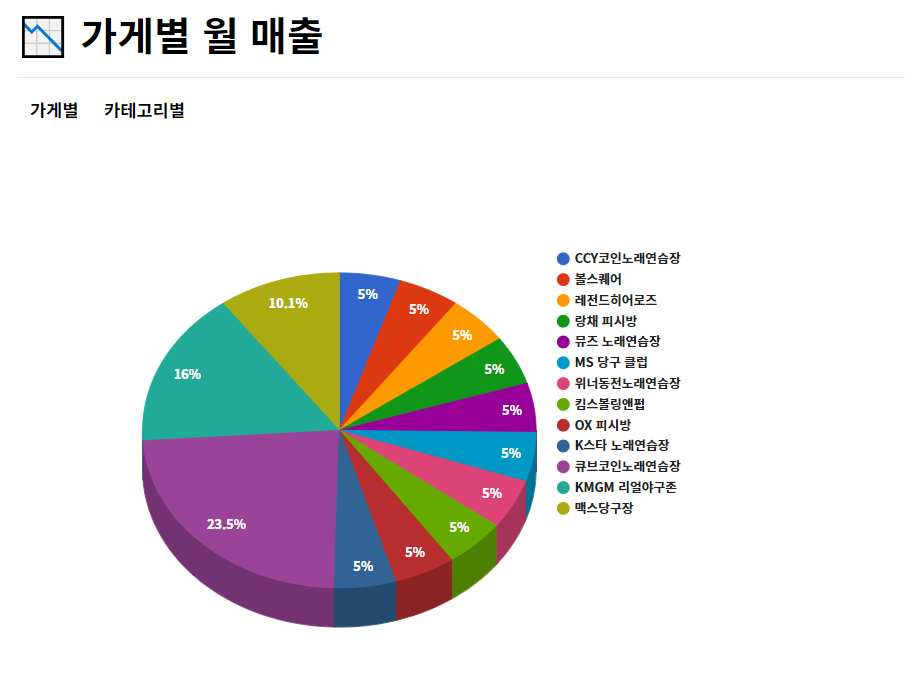 가게별 월 매출
가게별 카테고리별
CCY코인노래연습장
볼스퀘어
레전드히어로즈
랑채 피시방
뮤즈 노래연습장
MS 당구 클럽
위너동전노래연습장
킴스볼링앤펍
OX 피시방
K스타 노래연습장
큐브코인노래연습장
KMGM 리얼야구존
맥스당구장
5%
5%
5%
5%
5%
5%
5%
5%
5%
5%
23.5%
16%
10.1%